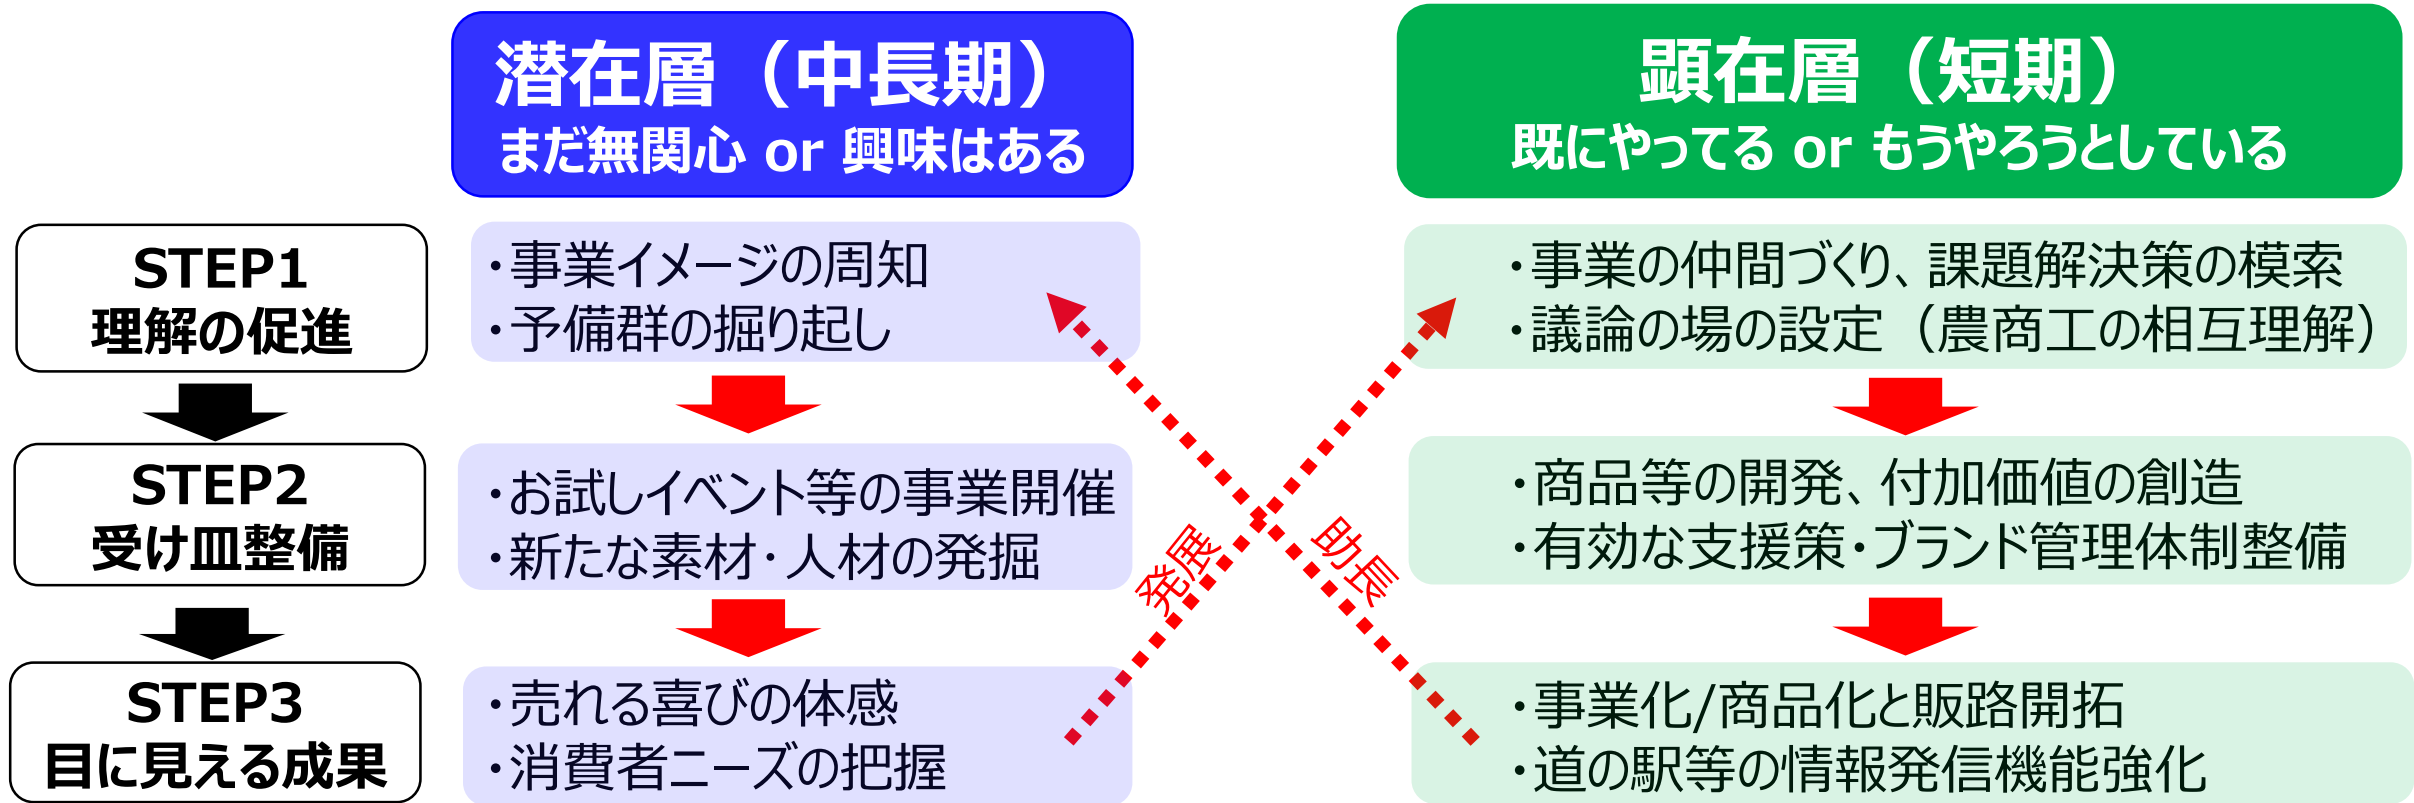 潜在層（中長期）
まだ無関心 or 興味はある
顕在層（短期）
既にやってる or もうやろうとしている
STEP1
理解の促進
・事業イメージの周知
・予備群の掘り起し
・事業の仲間づくり、課題解決策の模索
・議論の場の設定（農商工の相互理解）
STEP2
受け皿整備
・お試しイベント等の事業開催
・新たな素材・人材の発掘
発展
助長
・商品等の開発、付加価値の創造
・有効な支援策・ブランド管理体制整備
STEP3
目に見える成果
・売れる喜びの体感
・消費者ニーズの把握
・事業化/商品化と販路開拓
・道の駅等の情報発信機能強化